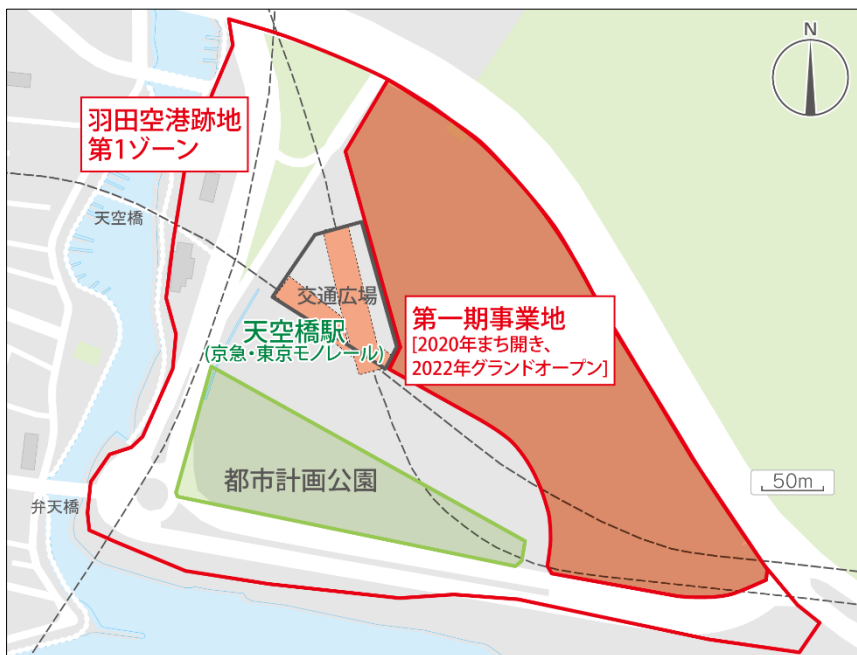 N
羽田空港跡地
第1ゾーン
天空橋
交通広場
天空橋駅
(京急・東京モノレール)
第一期事業地
[2020年まち開き、
2022年グランドオープン]
都市計画公園
50m
弁天橋